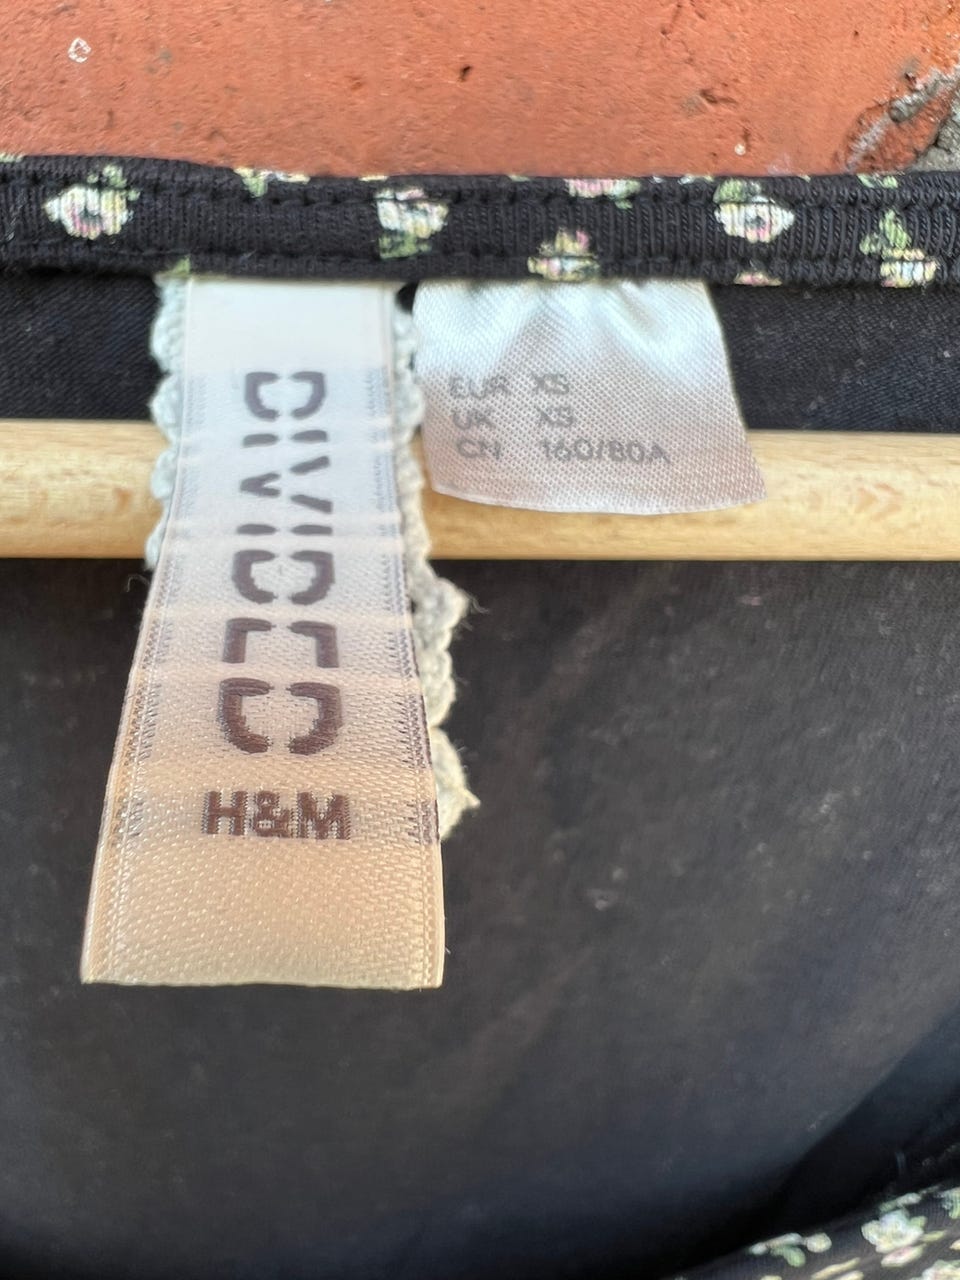 DIVIDED
H&M
EUR XS
UK XS
CN 160/80A